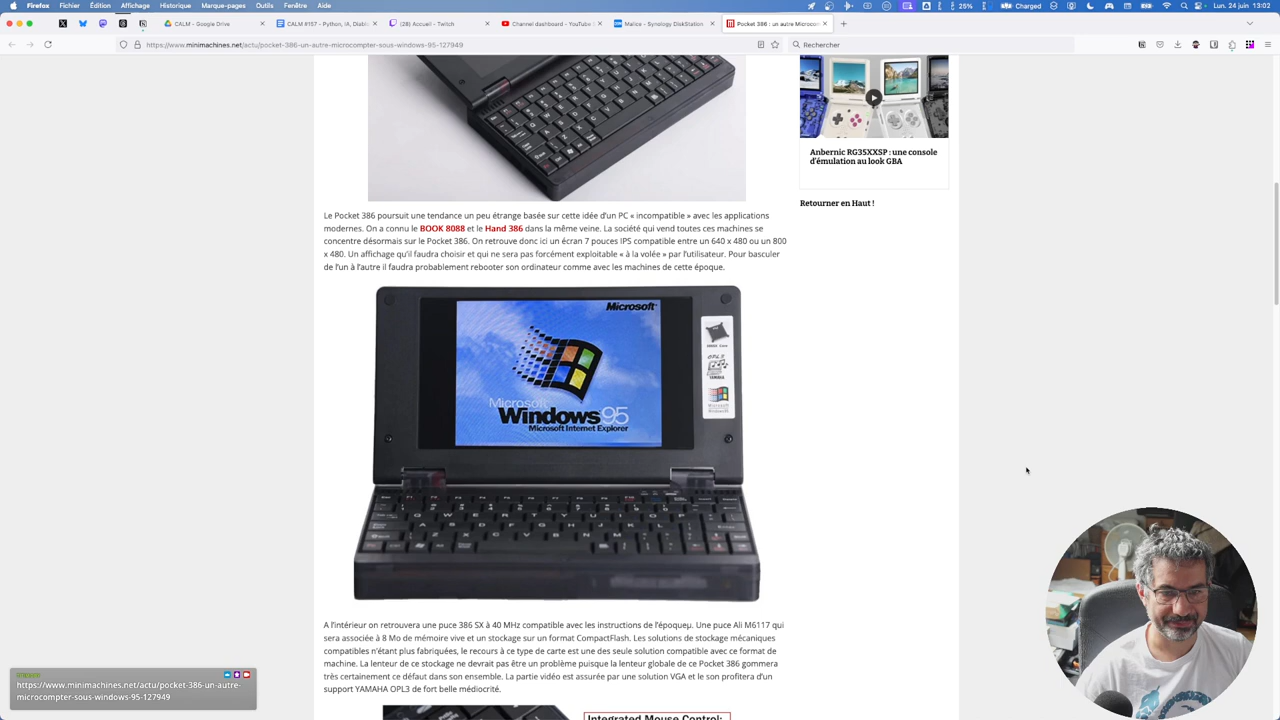 Firefox Fichier Édition Affichage Historique Marque-pages Outils Fenêtre Aide 25% Lun. 24 juin 13:02
CALM - Google Drive
CALM #157 - Python, IA, Diablo
(28) Accueil - Twitch
Channel dashboard - YouTube
Malice - Synology DiskStation
Pocket 386 : un autre Microcom
https://www.minimachines.net/actu/pocket-386-un-autre-microcompter-sous-windows-95-127949
Rechercher
Anbernic RG35XXSP : une console
d'émulation au look GBA
Retourner en Haut !
Le Pocket 386 poursuit une tendance un peu étrange basée sur cette idée d'un PC « incompatible » avec les applications
modernes. On a connu le BOOK 8088 et le Hand 386 dans la même veine. La société qui vend toutes ces machines se
concentre désormais sur le Pocket 386. On retrouve donc ici un écran 7 pouces IPS compatible entre un 640 x 480 ou un 800
x 480. Un affichage qu'il faudra choisir et qui ne sera pas forcément exploitable « à la volée » par l'utilisateur. Pour basculer
de l'un à l'autre il faudra probablement rebooter son ordinateur comme avec les machines de cette époque.
Microsoft
Microsoft
Windows 95
Microsoft Internet Explorer
YAMAHA
A l'intérieur on retrouvera une puce 386 SX à 40 MHz compatible avec les instructions de l'époqueµ. Une puce Ali M6117 qui
sera associée à 8 Mo de mémoire vive et un stockage sur un format CompactFlash. Les solutions de stockage mécaniques
compatibles n'étant plus fabriquées, le recours à ce type de carte est une des seule solution compatible avec ce format de
machine. La lenteur de ce stockage ne devrait pas être un problème puisque la lenteur globale de ce Pocket 386 gommera
très certainement ce défaut dans son ensemble. La partie vidéo est assurée par une solution VGA et le son profitera d'un
support YAMAHA OPL3 de fort belle médiocrité.
Integrated Mouse Control:
https://www.minimachines.net/actu/pocket-386-un-autre-
microcompter-sous-windows-95-127949